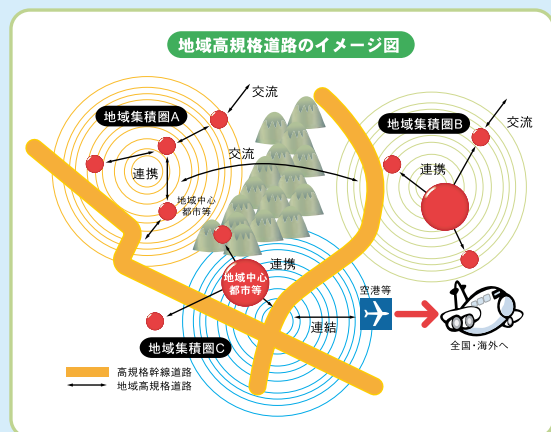 地域高規格道路のイメージ図
交流
地域集積圏A
地域集積圏B
交流
交流
連携
連携
地域中心
都市等
連携
地域中心
都市等
空港等
連結
地域集積圏C
全国・海外へ
高規格幹線道路
地域高規格道路